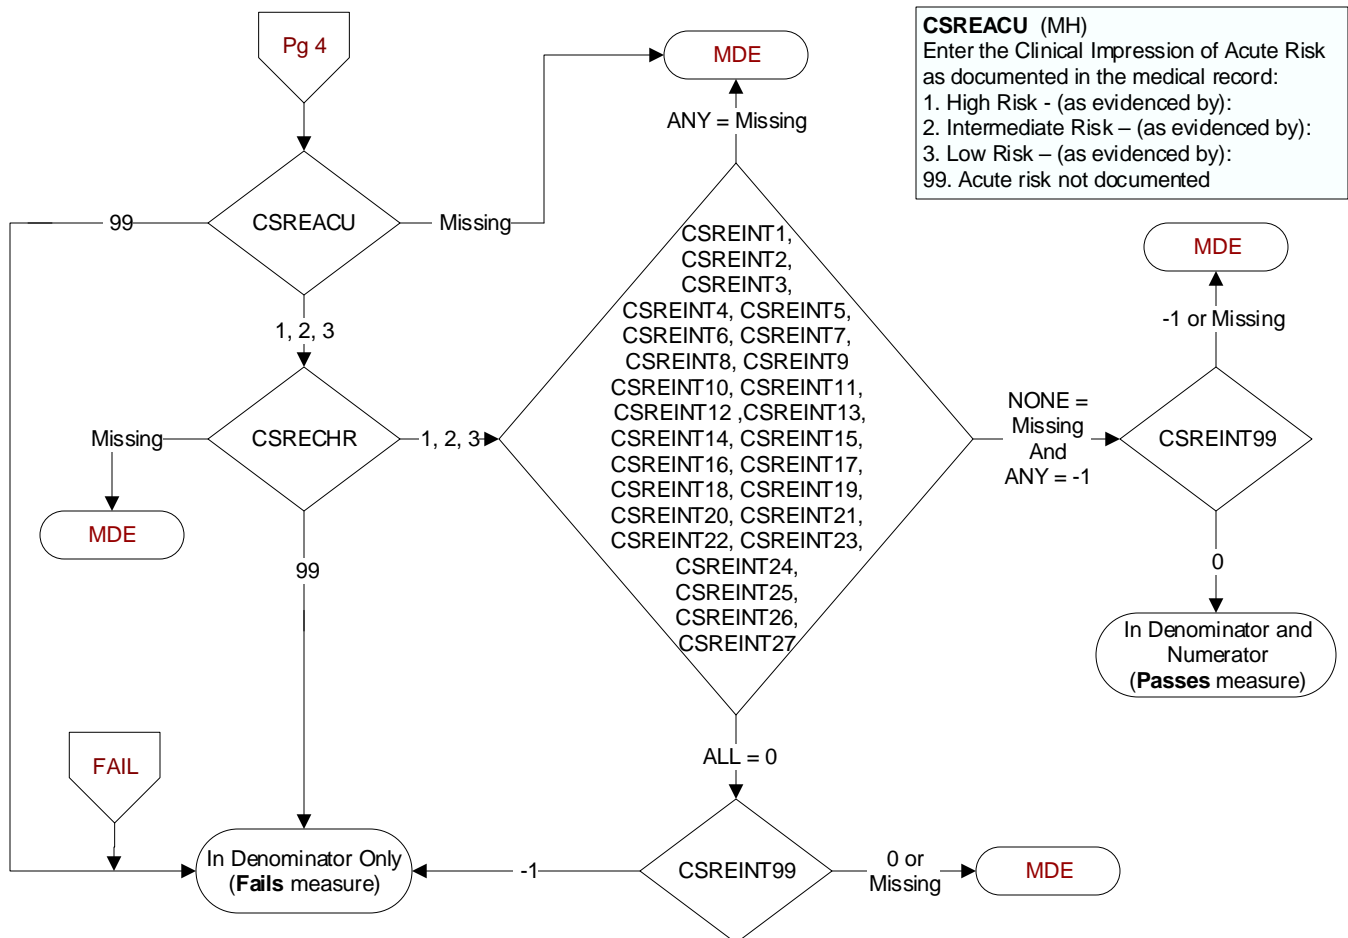 Pg 4
MDE
CSREACU (MH)
Enter the Clinical Impression of Acute Risk
as documented in the medical record:
1. High Risk - (as evidenced by):
2. Intermediate Risk – (as evidenced by):
3. Low Risk – (as evidenced by):
99. Acute risk not documented
ANY = Missing
99
CSREACU
Missing
CSREINT1,
CSREINT2,
CSREINT3,
CSREINT4, CSREINT5,
CSREINT6, CSREINT7,
CSREINT8, CSREINT9
CSREINT10, CSREINT11,
CSREINT12 ,CSREINT13,
CSREINT14, CSREINT15,
CSREINT16, CSREINT17,
CSREINT18, CSREINT19,
CSREINT20, CSREINT21,
CSREINT22, CSREINT23,
CSREINT24,
CSREINT25,
CSREINT26,
CSREINT27
MDE
-1 or Missing
1, 2, 3
Missing
CSRECHR
1, 2, 3
NONE =
Missing
And
ANY = -1
CSREINT99
MDE
99
0
In Denominator and
Numerator
(Passes measure)
FAIL
ALL = 0
In Denominator Only
(Fails measure)
-1
CSREINT99
0 or
Missing
MDE